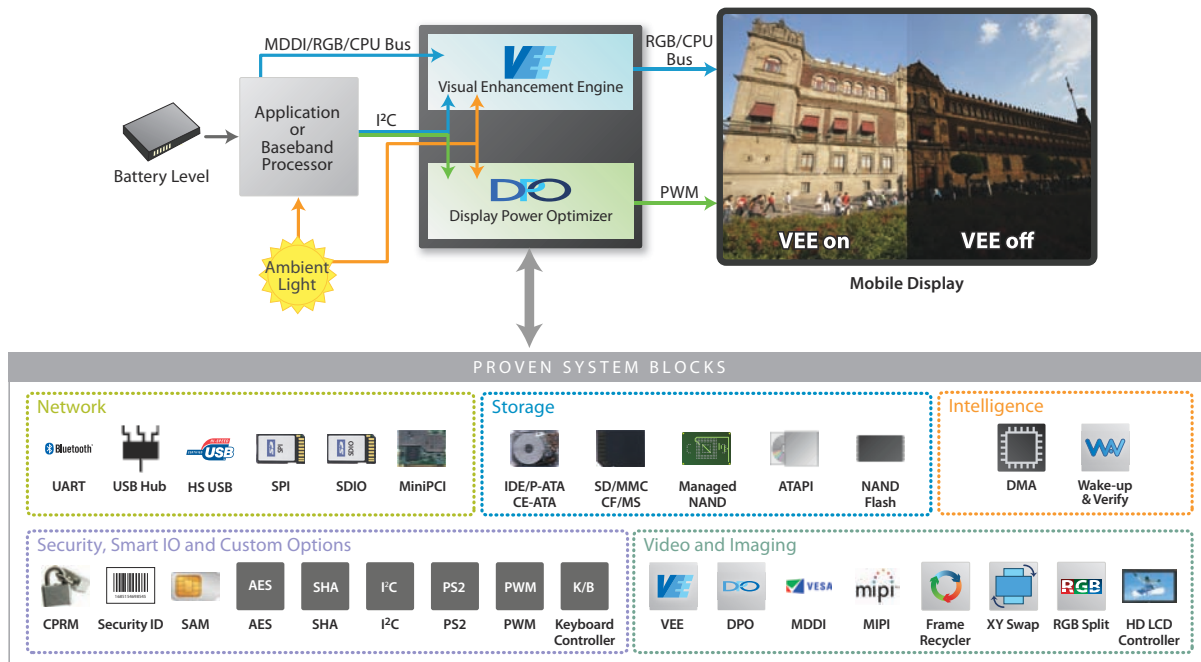 MDDI/RGB/CPU Bus
RGB/CPU
Bus
VEE
Visual Enhancement Engine
Application
or
Baseband
Processor
I²C
Battery Level
DPO
Display Power Optimizer
PWM
Ambient
Light
VEE on
VEE off
Mobile Display
PROVEN SYSTEM BLOCKS
Network
Bluetooth
USB
SPI
SDIO
UART
USB Hub
HS USB
SPI
SDIO
MiniPCI
Storage
IDE/P-ATA
CE-ATA
SD/MMC
CF/MS
Managed
NAND
ATAPI
NAND
Flash
Intelligence
DMA
Wake-up
& Verify
Security, Smart IO and Custom Options
AES
SHA
I²C
PS2
PWM
K/B
CPRM
Security ID
SAM
AES
SHA
I²C
PS2
PWM
Keyboard
Controller
Video and Imaging
VEE
DPO
VESA
mipi
RGB
VEE
DPO
MDDI
MIPI
Frame
Recycler
XY Swap
RGB Split
HD LCD
Controller